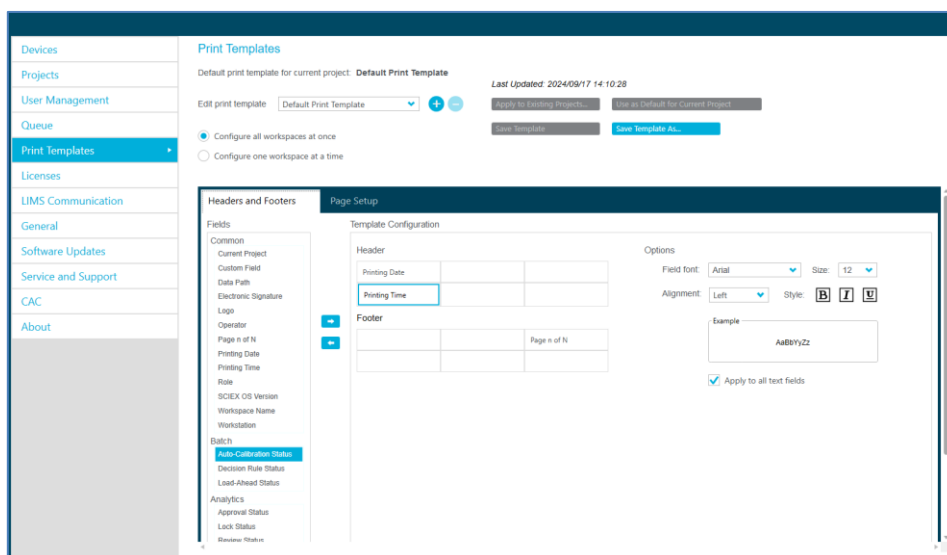 Devices
Projects
User Management
Queue
Print Templates
Licenses
LIMS Communication
General
Software Updates
Service and Support
CAC
About
Print Templates
Default print template for current project: Default Print Template
Last Updated: 2024/09/17 14:10:28
Edit print template Default Print Template
Apply to Existing Projects... Use as Default for Current Project
Save Template Save Template As...
Configure all workspaces at once
Configure one workspace at a time
Headers and Footers Page Setup
Fields
Common
Current Project
Custom Field
Data Path
Electronic Signature
Logo
Operator
Page n of N
Printing Date
Printing Time
Role
SCIEX OS Version
Workspace Name
Workstation
Batch
Auto-Calibration Status
Decision Rule Status
Load-Ahead Status
Analytics
Approval Status
Lock Status
Review Status
Template Configuration
Header
Printing Date
Printing Time
Footer
Page n of N
Options
Field font: Arial Size: 12
Alignment: Left Style: B I U
Example
AaBbYyZz
Apply to all text fields